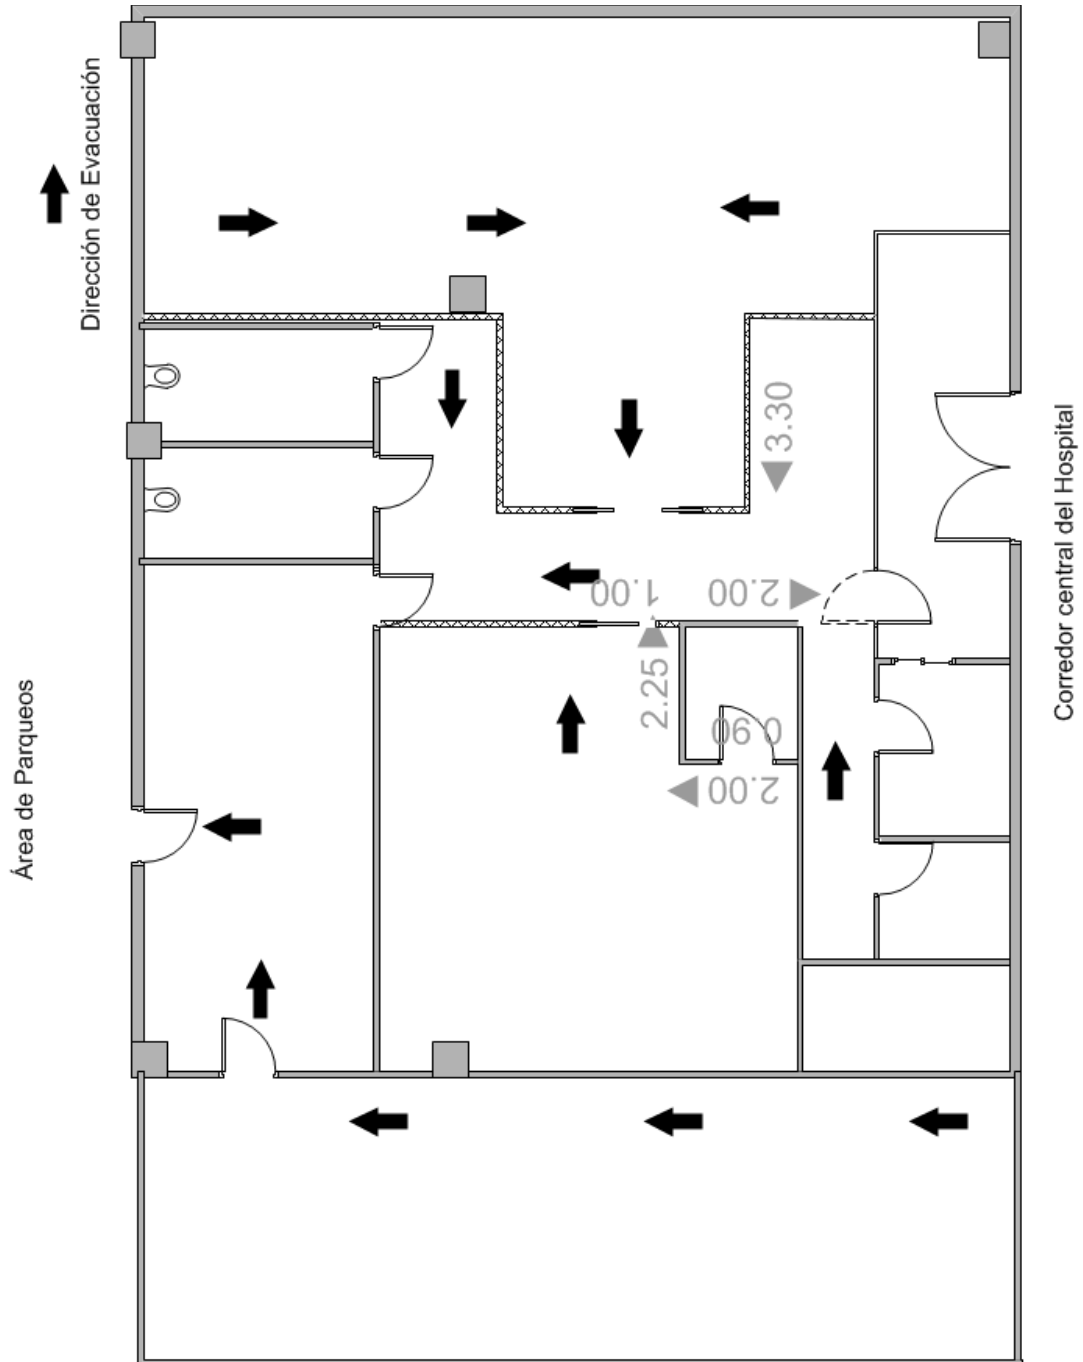 Dirección de Evacuación
3.30
Corredor central del Hospital
1.00
2.00
2.25
0.90
2.00
Área de Parqueos